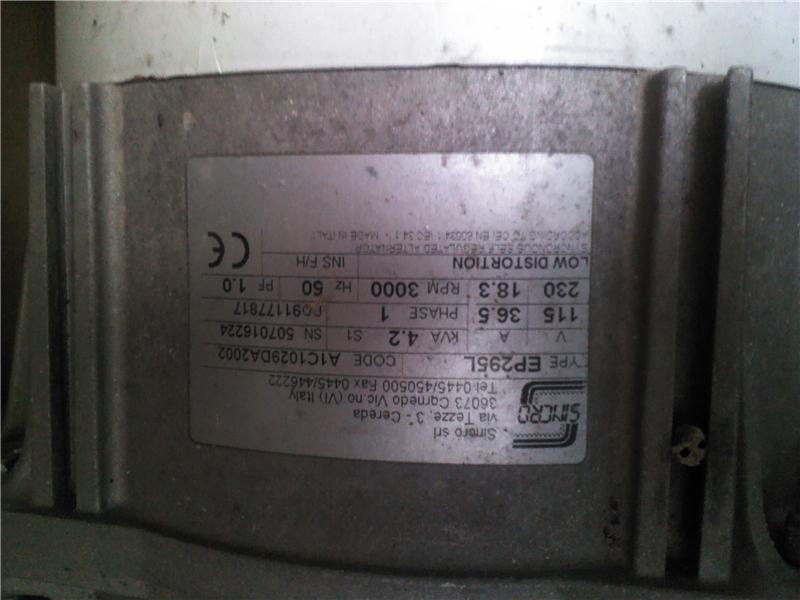 SINCRO
Sincro srl
via Tezze, 3 - Cereda
36073 Cornedo Vic.no (VI) Italy
Tel 0445/450500 Fax 0445/446222
TYPE EP295L CODE A1C1029DA2002
V A KVA 4.2 S1 SN 507016224
115 36.5 PHASE 1 PO91177817
230 18.3 RPM 3000 Hz 50 PF 1.0
LOW DISTORTION INS F/H
SYNCRONOUS SELF REGULATED ALTERNATOR
ACCORDING TO CEI EN 60034 1 IEC 34 1 - MADE IN ITALY
CE